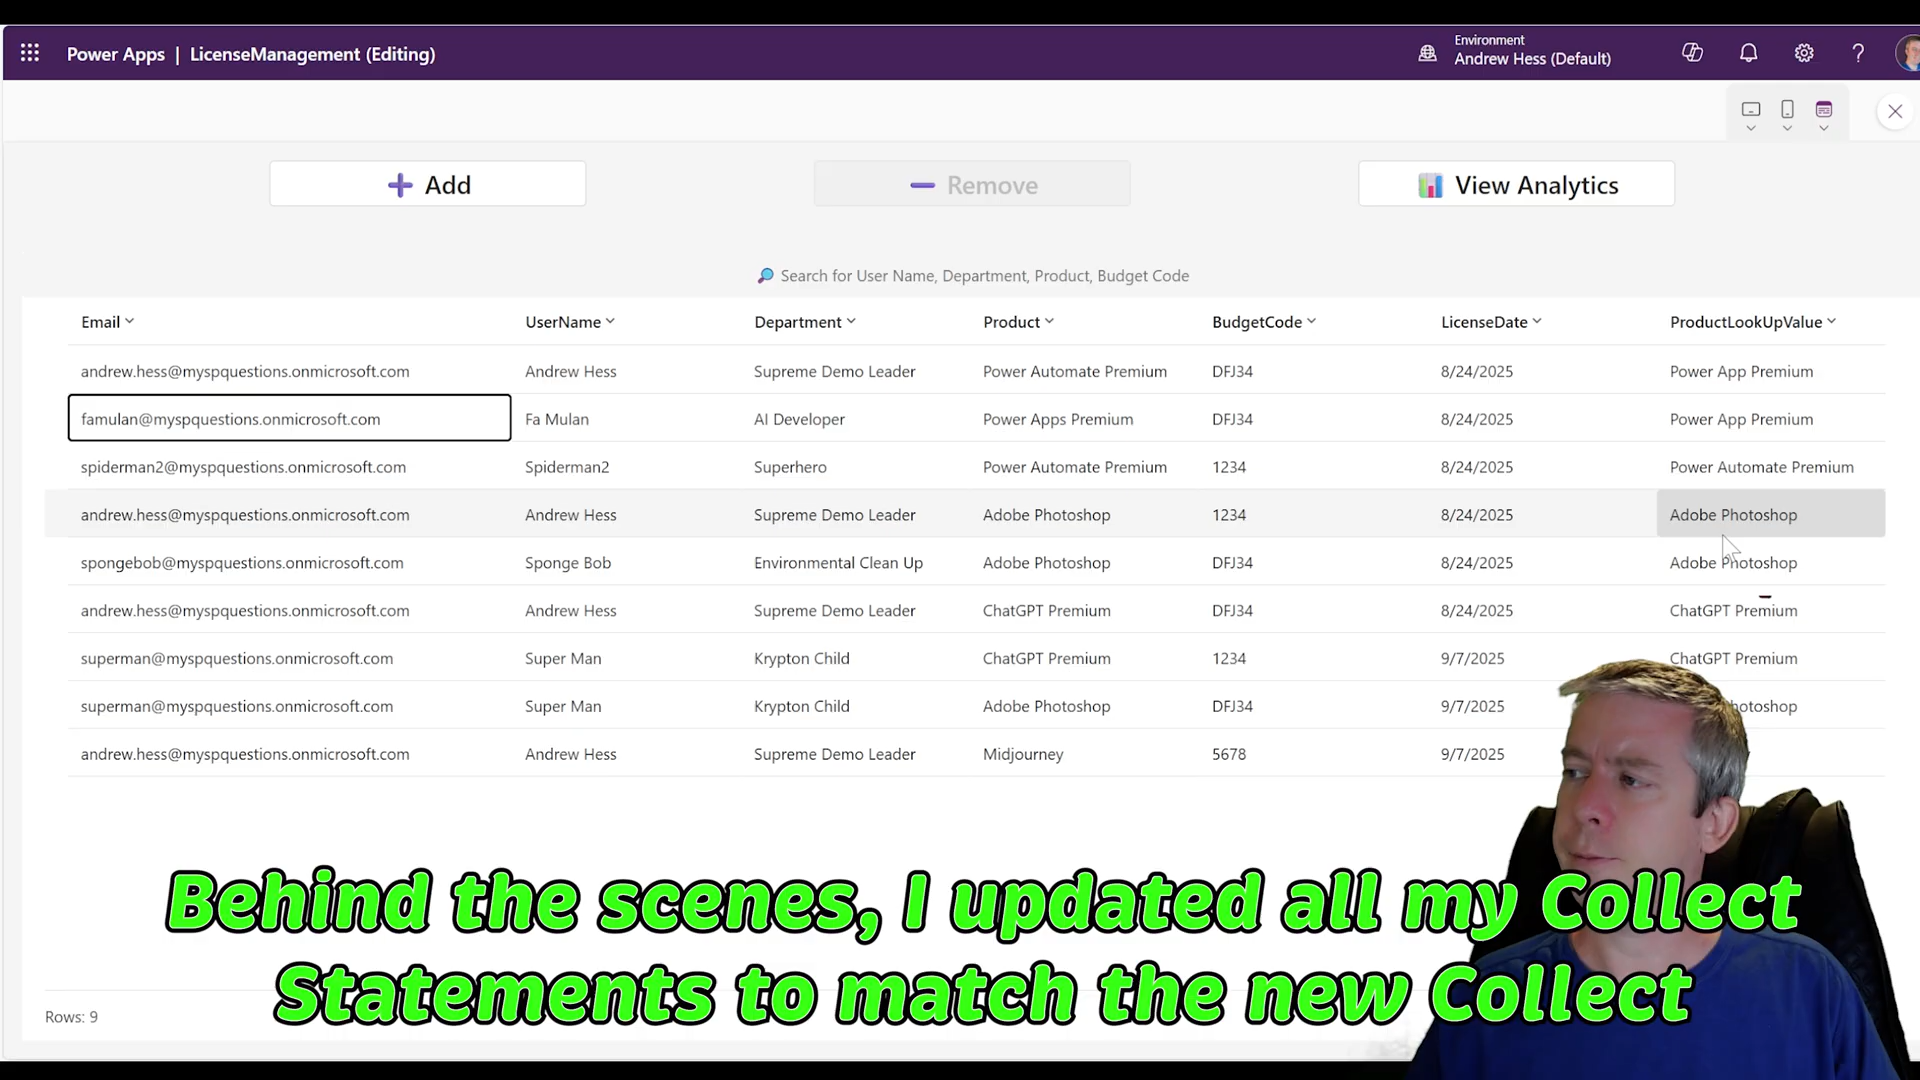 Power Apps | LicenseManagement (Editing)
Environment
Andrew Hess (Default)
Add
Remove
View Analytics
Search for User Name, Department, Product, Budget Code
Email UserName Department Product BudgetCode LicenseDate ProductLookUpValue
andrew.hess@myspquestions.onmicrosoft.com Andrew Hess Supreme Demo Leader Power Automate Premium DFJ34 8/24/2025 Power App Premium
famulan@myspquestions.onmicrosoft.com Fa Mulan AI Developer Power Apps Premium DFJ34 8/24/2025 Power App Premium
spiderman2@myspquestions.onmicrosoft.com Spiderman2 Superhero Power Automate Premium 1234 8/24/2025 Power Automate Premium
andrew.hess@myspquestions.onmicrosoft.com Andrew Hess Supreme Demo Leader Adobe Photoshop 1234 8/24/2025 Adobe Photoshop
spongebob@myspquestions.onmicrosoft.com Sponge Bob Environmental Clean Up Adobe Photoshop DFJ34 8/24/2025 Adobe Photoshop
andrew.hess@myspquestions.onmicrosoft.com Andrew Hess Supreme Demo Leader ChatGPT Premium DFJ34 8/24/2025 ChatGPT Premium
superman@myspquestions.onmicrosoft.com Super Man Krypton Child ChatGPT Premium 1234 9/7/2025 ChatGPT Premium
superman@myspquestions.onmicrosoft.com Super Man Krypton Child Adobe Photoshop DFJ34 9/7/2025
andrew.hess@myspquestions.onmicrosoft.com Andrew Hess Supreme Demo Leader Midjourney 5678 9/7/2025
Behind the scenes, I updated all my Collect
Statements to match the new Collect
Rows: 9